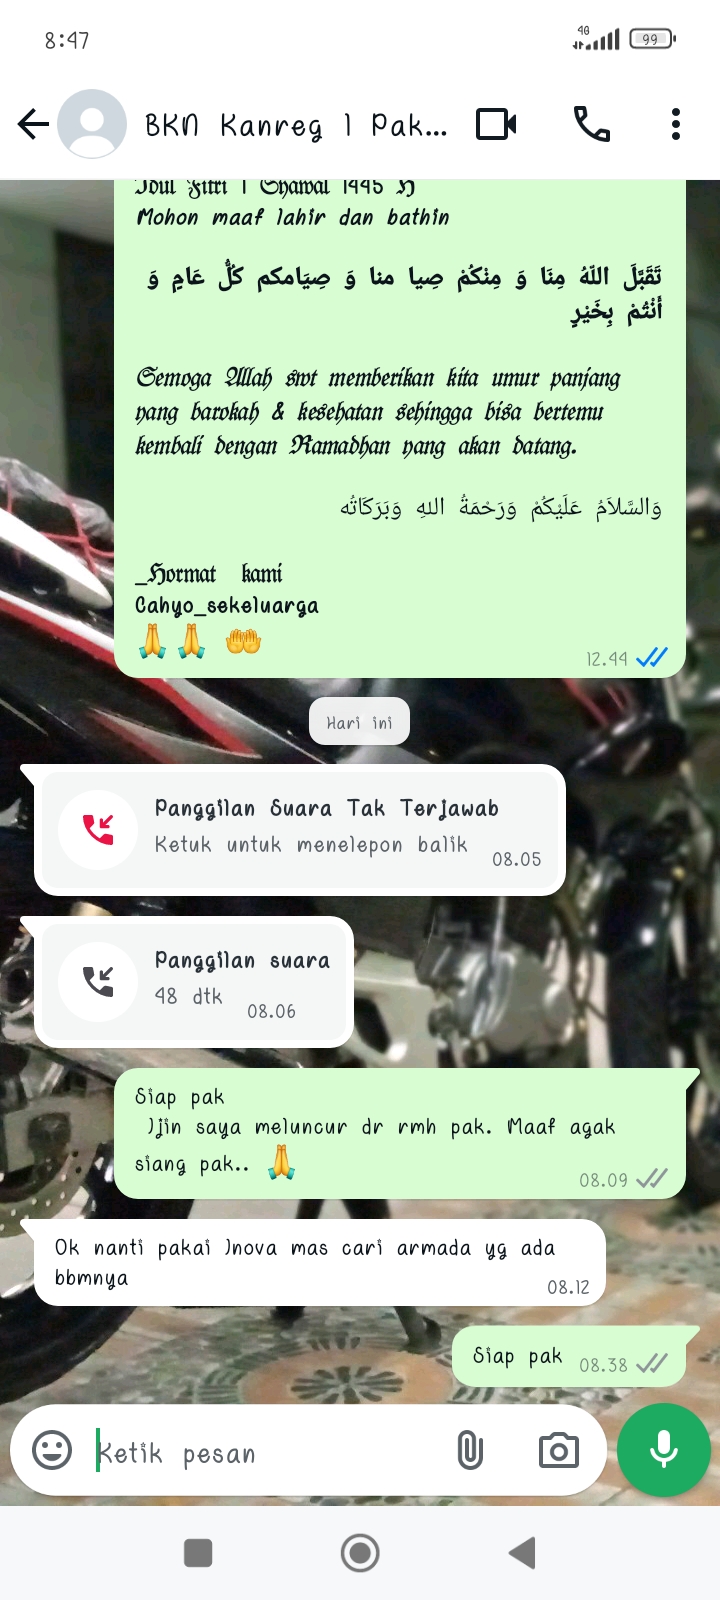 8:47
4G
99
BKN Kanreg 1 Pak...
Idul Fitri 1 Shawal 1445 H
Mohon maaf lahir dan bathin
تَقَبَّلَ اللّهُ مِنَا وَ مِنْكُمْ صِيا منا وَ صِيَامكم كُلُّ عَامٍ وَ
أَنْتُمْ بِخَيْرٍ
Semoga Allah swt memberikan kita umur panjang
yang barokah & kesehatan sehingga bisa bertemu
kembali dengan Ramadhan yang akan datang.
وَالسَّلاَمُ عَلَيْكُمْ وَرَحْمَةُ اللهِ وَبَرَكَاتُه
_Hormat kami
Cahyo_sekeluarga
🙏 🙏 🤲
12.44
Hari ini
Panggilan Suara Tak Terjawab
Ketuk untuk menelepon balik
08.05
Panggilan suara
48 dtk
08.06
Siap pak
Ijin saya meluncur dr rmh pak. Maaf agak
siang pak.. 🙏
08.09
Ok nanti pakai Inova mas cari armada yg ada
bbmnya
08.12
Siap pak
08.38
Ketik pesan